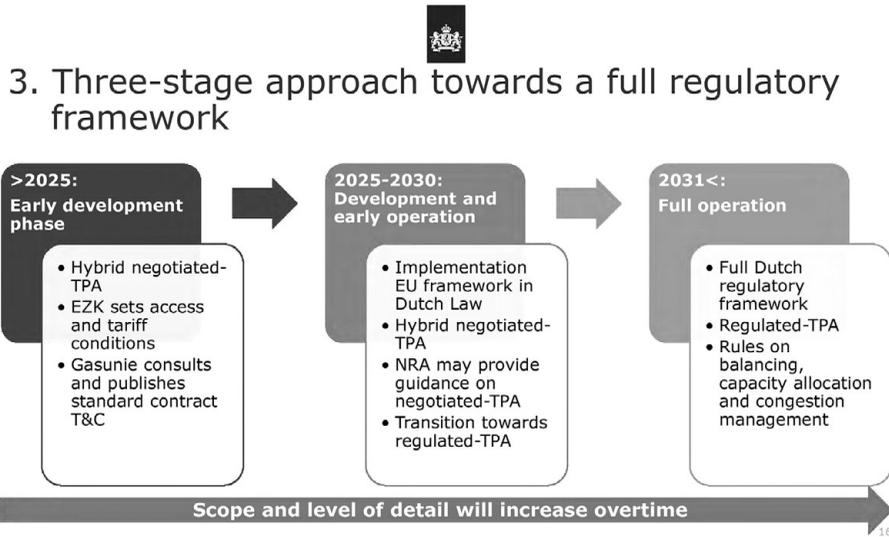 3. Three-stage approach towards a full regulatory
framework
>2025:
Early development
phase
• Hybrid negotiated-
TPA
• EZK sets access
and tariff
conditions
• Gasunie consults
and publishes
standard contract
T&C
2025-2030:
Development and
early operation
• Implementation
EU framework in
Dutch Law
• Hybrid negotiated-
TPA
• NRA may provide
guidance on
negotiated-TPA
• Transition towards
regulated-TPA
2031<:
Full operation
• Full Dutch
regulatory
framework
• Regulated-TPA
• Rules on
balancing,
capacity allocation
and congestion
management
Scope and level of detail will increase overtime
16